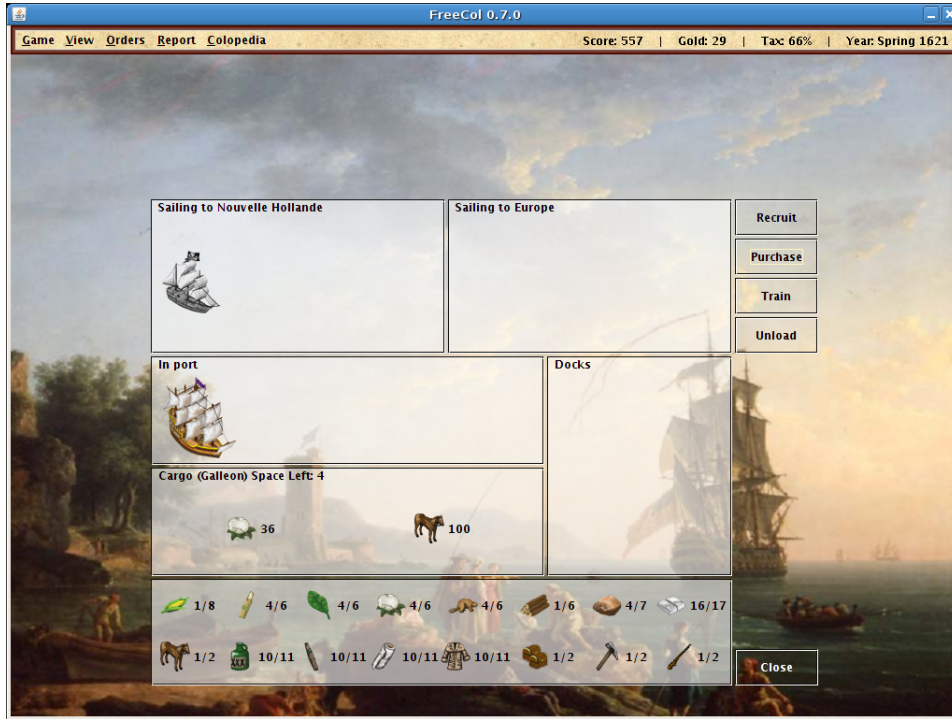 FreeCol 0.7.0
Game View Orders Report Colopedia Score: 557 | Gold: 29 | Tax: 66% | Year: Spring 1621
Sailing to Nouvelle Hollande
Sailing to Europe
Recruit
Purchase
Train
Unload
In port
Docks
Cargo (Galleon) Space Left: 4
36 100
1/8 4/6 4/6 4/6 4/6 1/6 4/7 16/17
1/2 10/11 10/11 10/11 10/11 1/2 1/2 1/2
Close